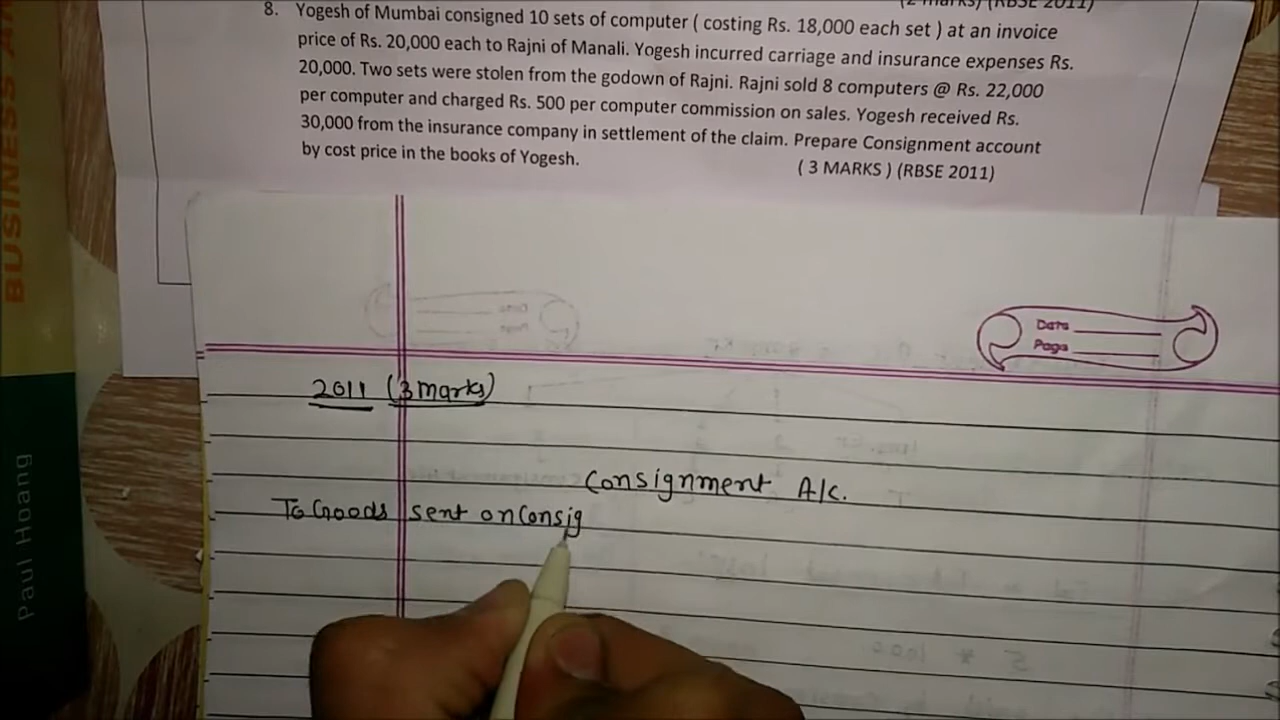 (RBSE 2011)
8. Yogesh of Mumbai consigned 10 sets of computer ( costing Rs. 18,000 each set ) at an invoice
price of Rs. 20,000 each to Rajni of Manali. Yogesh incurred carriage and insurance expenses Rs.
20,000. Two sets were stolen from the godown of Rajni. Rajni sold 8 computers @ Rs. 22,000
per computer and charged Rs. 500 per computer commission on sales. Yogesh received Rs.
30,000 from the insurance company in settlement of the claim. Prepare Consignment account
by cost price in the books of Yogesh. ( 3 MARKS ) (RBSE 2011)
BUSINESS
Paul Hoang
Date
Page
2011 (3 marks)
Consignment A/c.
To Goods sent on Consig